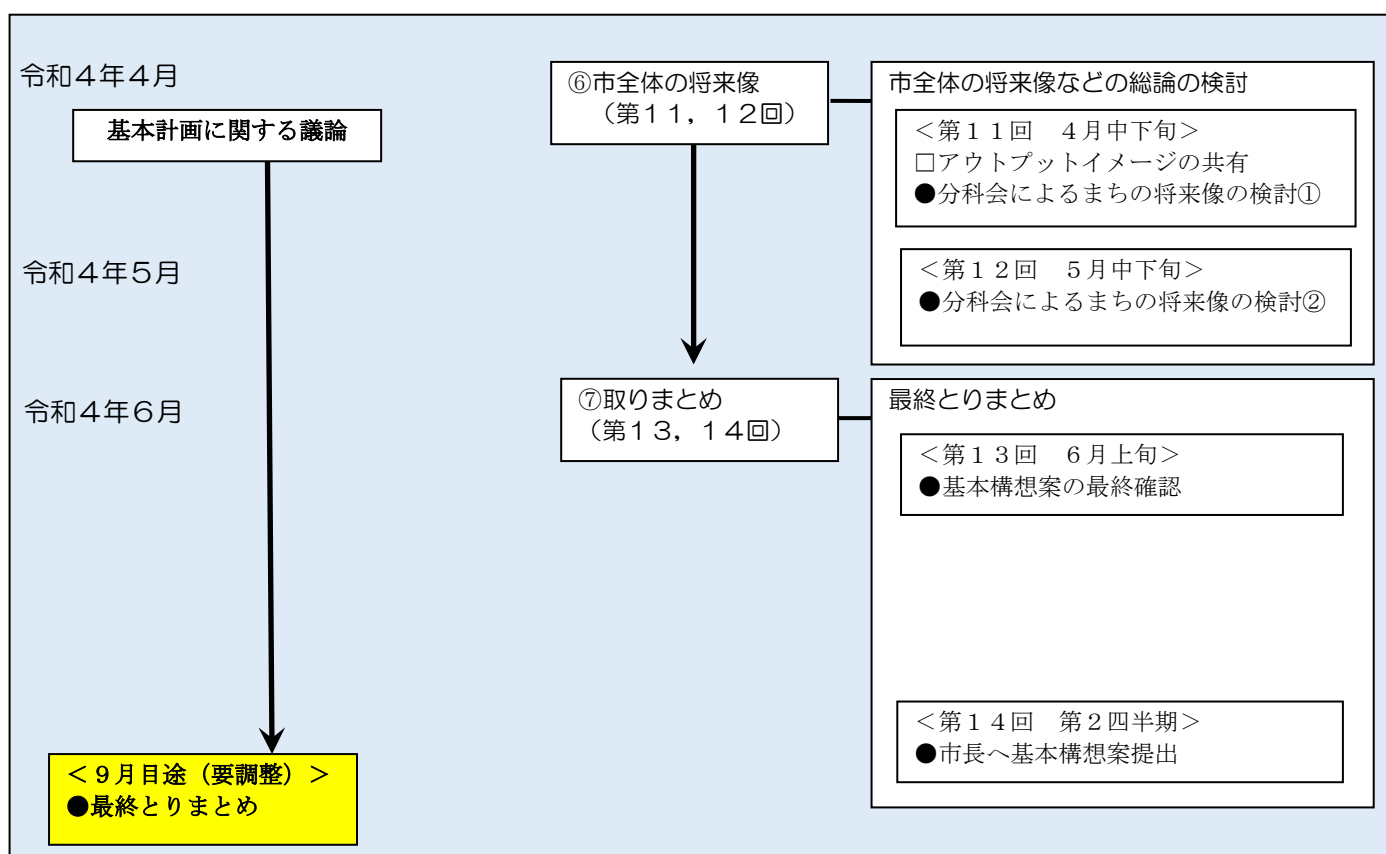 令和４年４月
基本計画に関する議論
令和４年５月
令和４年６月
＜９月目途（要調整）＞
●最終とりまとめ
⑥市全体の将来像
（第１１，１２回）
市全体の将来像などの総論の検討
＜第１１回　４月中下旬＞
□アウトプットイメージの共有
●分科会によるまちの将来像の検討①
＜第１２回　５月中下旬＞
●分科会によるまちの将来像の検討②
⑦取りまとめ
（第１３，１４回）
最終とりまとめ
＜第１３回　６月上旬＞
●基本構想案の最終確認
＜第１４回　第２四半期＞
●市長へ基本構想案提出